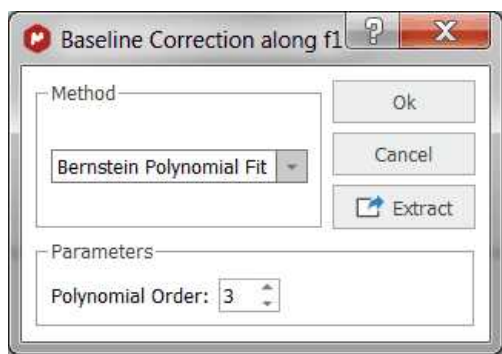 Baseline Correction along f1
Method
Bernstein Polynomial Fit
Ok
Cancel
Extract
Parameters
Polynomial Order: 3